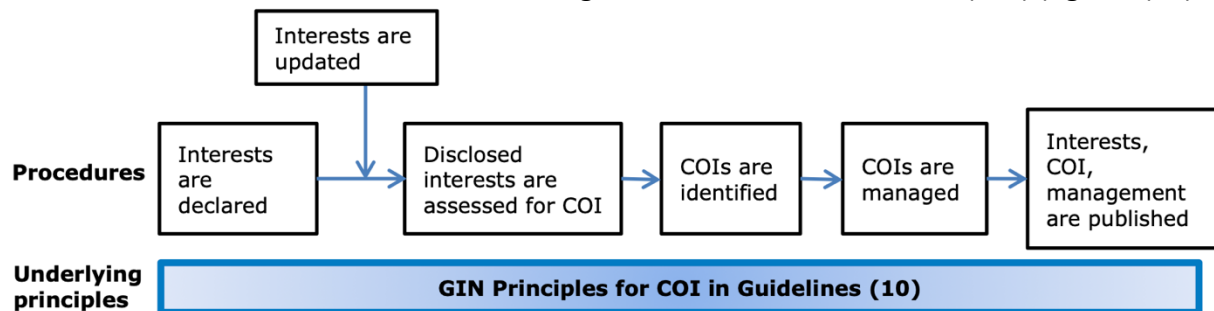 Interests are
updated
Procedures
Interests
are
declared
Disclosed
interests are
assessed for COI
COIs are
identified
COIs are
managed
Interests,
COI,
management
are published
Underlying
principles
GIN Principles for COI in Guidelines (10)